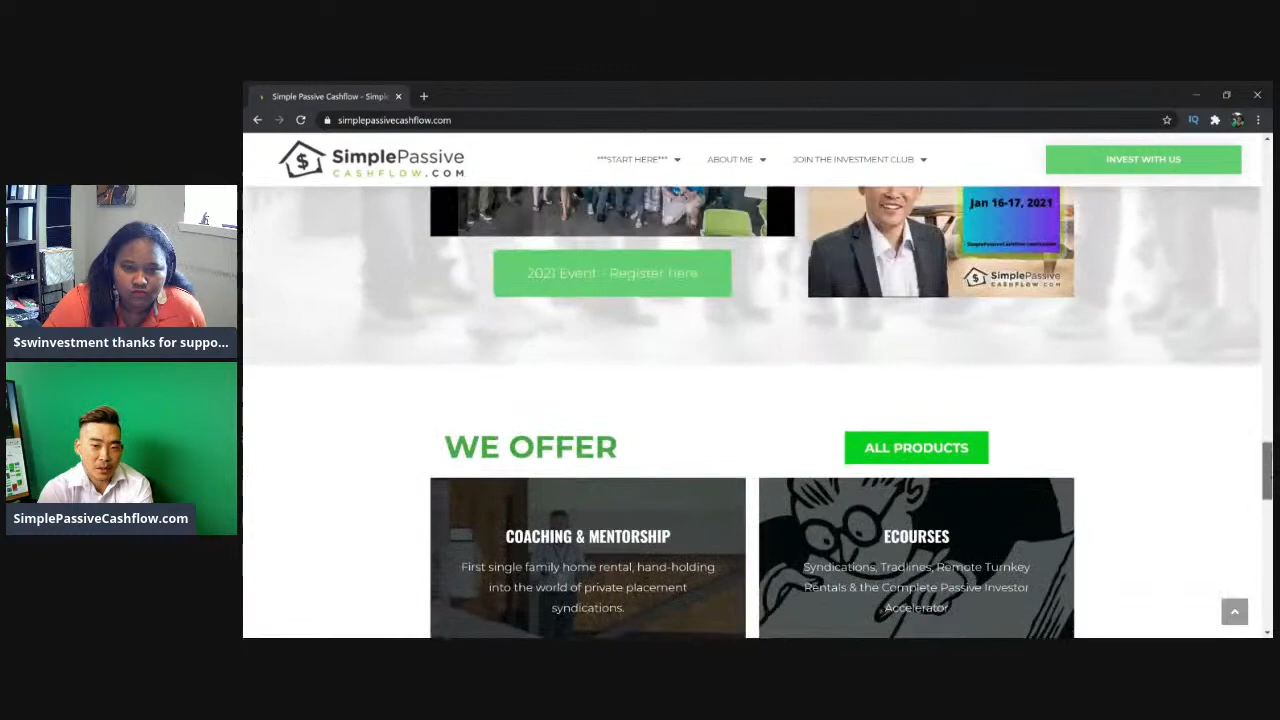 Simple Passive Cashflow - Simple
simplepassivecashflow.com
IQ
$
SimplePassive
CASHFLOW.COM
***START HERE***
ABOUT ME
JOIN THE INVESTMENT CLUB
INVEST WITH US
Jan 16-17, 2021
2021 Event - Register here
SimplePassive
CASHFLOW.COM
$swinvestment thanks for suppo...
WE OFFER
ALL PRODUCTS
SimplePassiveCashflow.com
COACHING & MENTORSHIP
First single family home rental, hand-holding
into the world of private placement
syndications.
ECOURSES
Syndications, Tradlines, Remote Turnkey
Rentals & the Complete Passive Investor
Accelerator